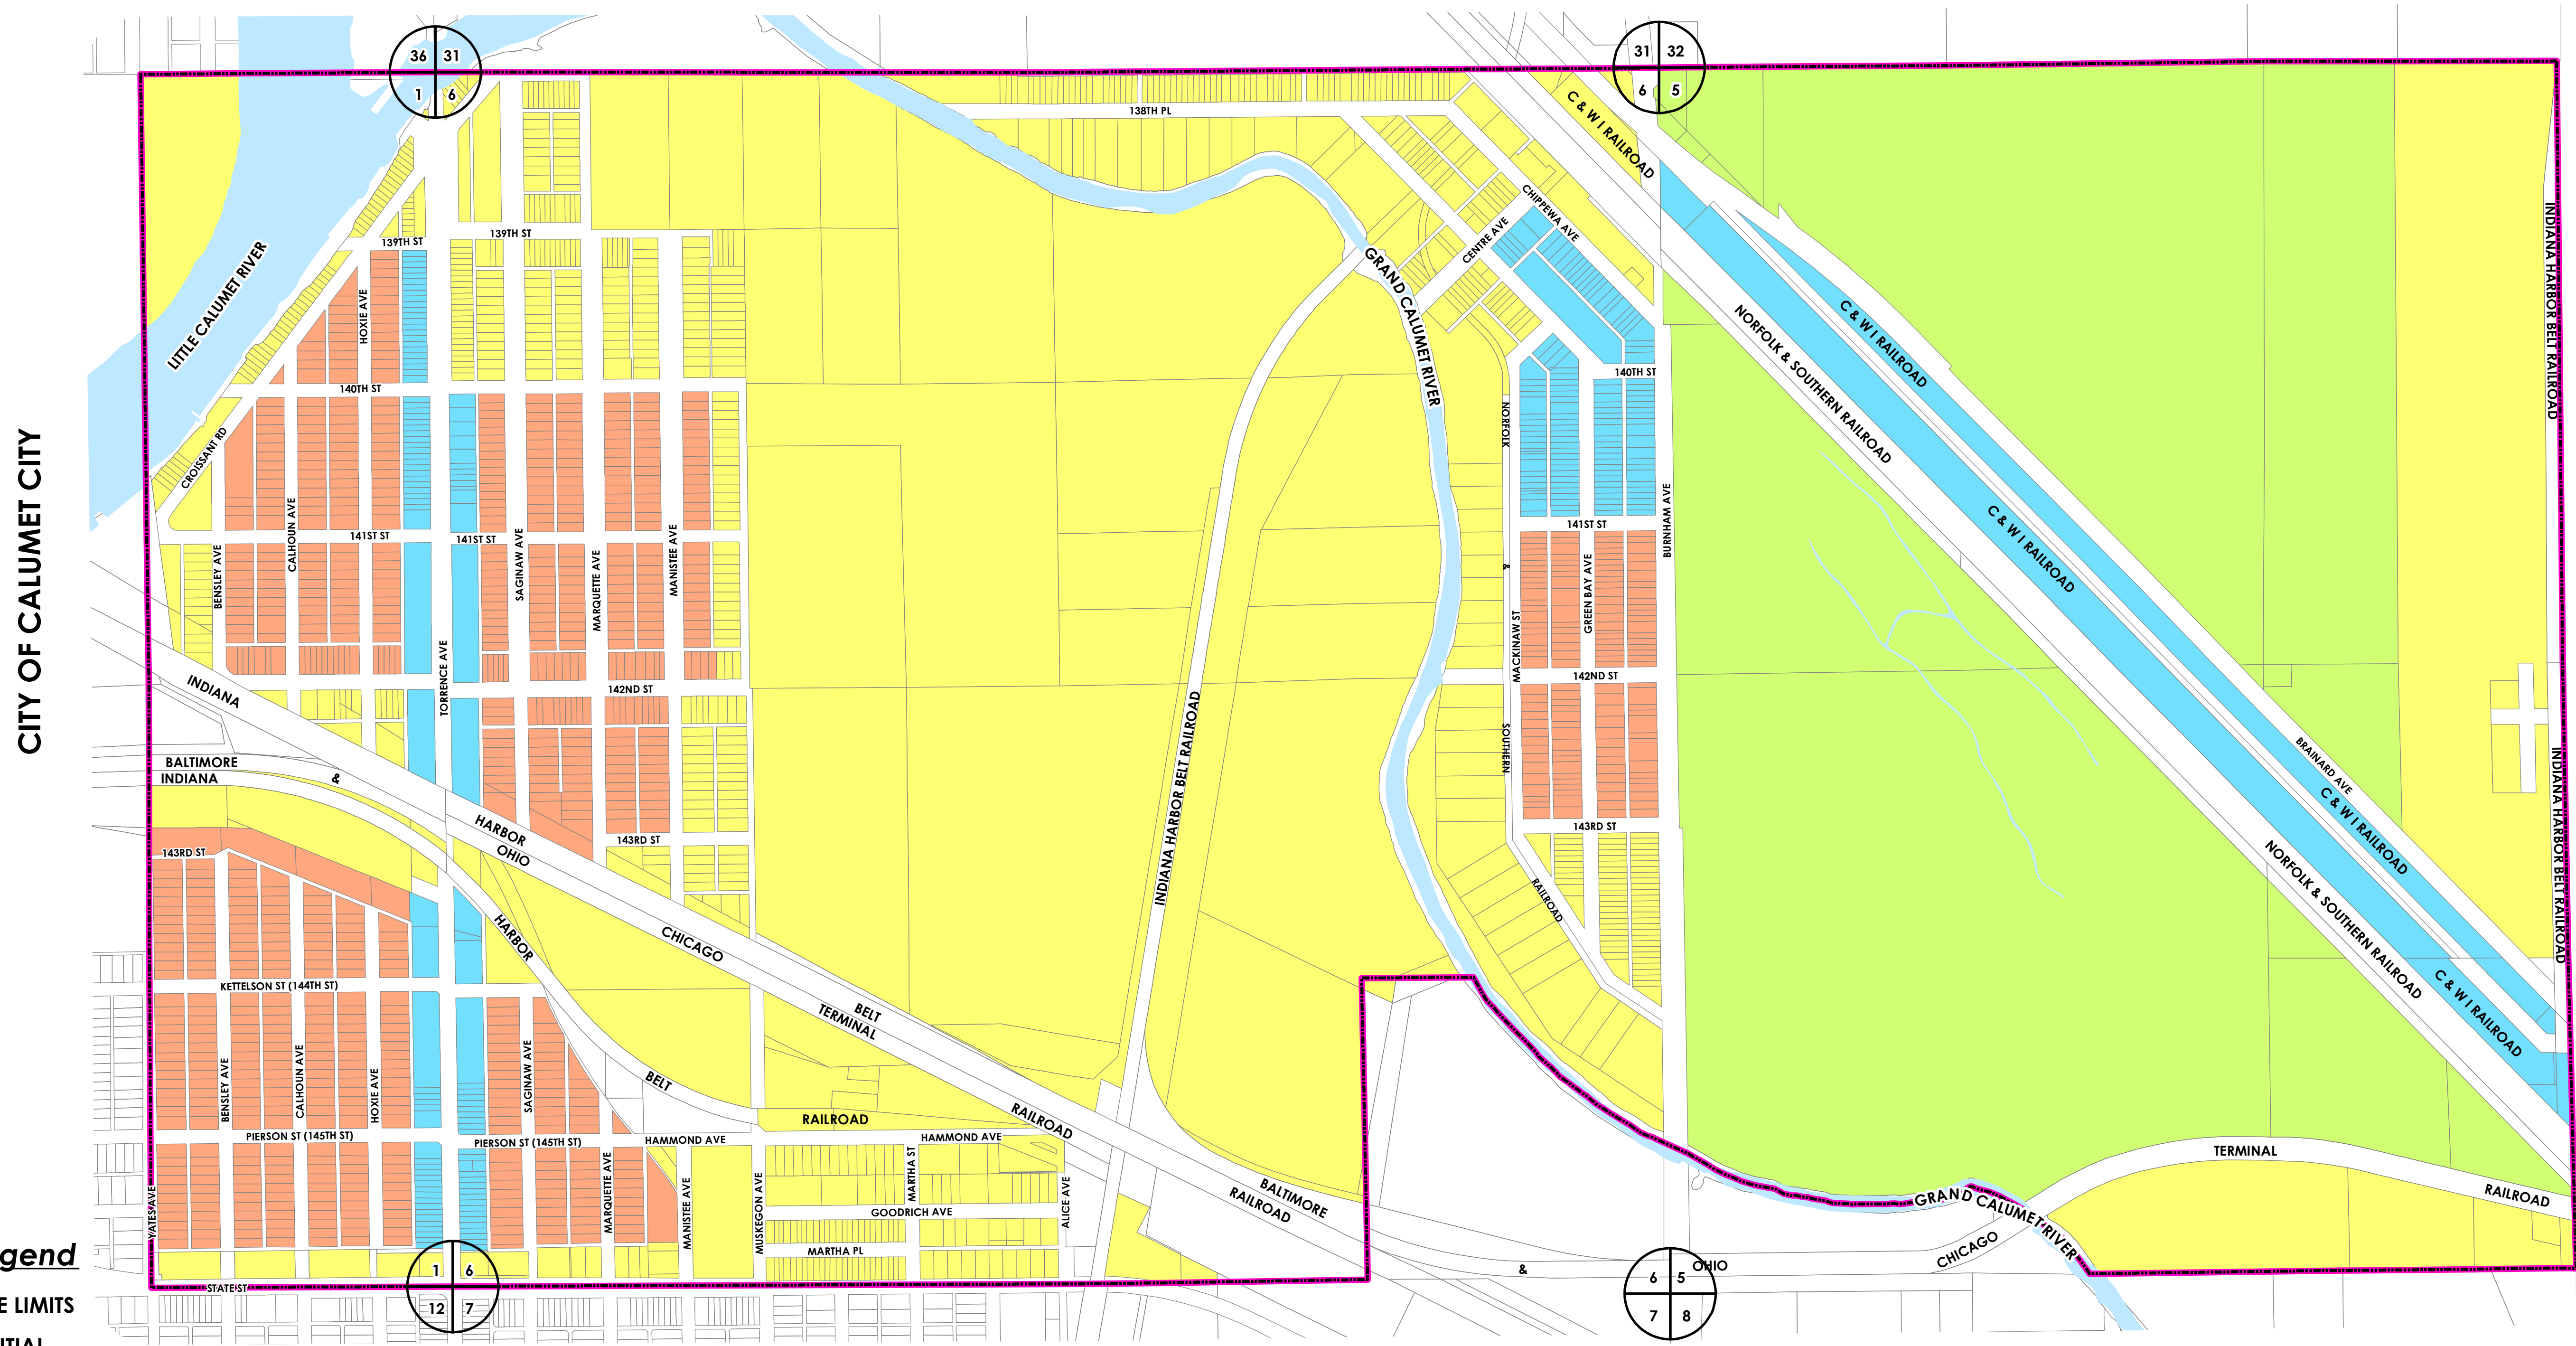 36 31
1 6
31 32
6 5
138TH PL
C & W I RAILROAD
CHIPPEWA AVE
CENTRE AVE
139TH ST
139TH ST
LITTLE CALUMET RIVER
HOXIE AVE
GRAND CALUMET RIVER
INDIANA HARBOR BELT RAILROAD
C & W I RAILROAD
NORFOLK & SOUTHERN RAILROAD
140TH ST
140TH ST
CITY OF CALUMET CITY
CROISSANT RD
NORFOLK
&
SOUTHERN
RAILROAD
CALHOUN AVE
BENSLEY AVE
141ST ST
141ST ST
SAGINAW AVE
MARQUETTE AVE
MANISTEE AVE
141ST ST
GREEN BAY AVE
MACKINAW ST
BURNHAM AVE
C & W I RAILROAD
TORRENCE AVE
142ND ST
142ND ST
INDIANA
HARBOR
BELT
RAILROAD
INDIANA HARBOR BELT RAILROAD
BALTIMORE
&
OHIO
CHICAGO
TERMINAL
RAILROAD
INDIANA
HARBOR
BELT
RAILROAD
143RD ST
143RD ST
143RD ST
BRAINARD AVE
C & W I RAILROAD
INDIANA HARBOR BELT RAILROAD
NORFOLK & SOUTHERN RAILROAD
C & W I RAILROAD
KETTELSON ST (144TH ST)
BENSLEY AVE
CALHOUN AVE
HOXIE AVE
SAGINAW AVE
PIERSON ST (145TH ST)
PIERSON ST (145TH ST)
HAMMOND AVE
HAMMOND AVE
YATES AVE
MARQUETTE AVE
MANISTEE AVE
MUSKEGON AVE
MARTHA ST
ALICE AVE
GOODRICH AVE
MARTHA PL
BALTIMORE
&
OHIO
CHICAGO
TERMINAL
RAILROAD
GRAND CALUMET RIVER
STATE ST
1 6
12 7
6 5
7 8
gend
E LIMITS